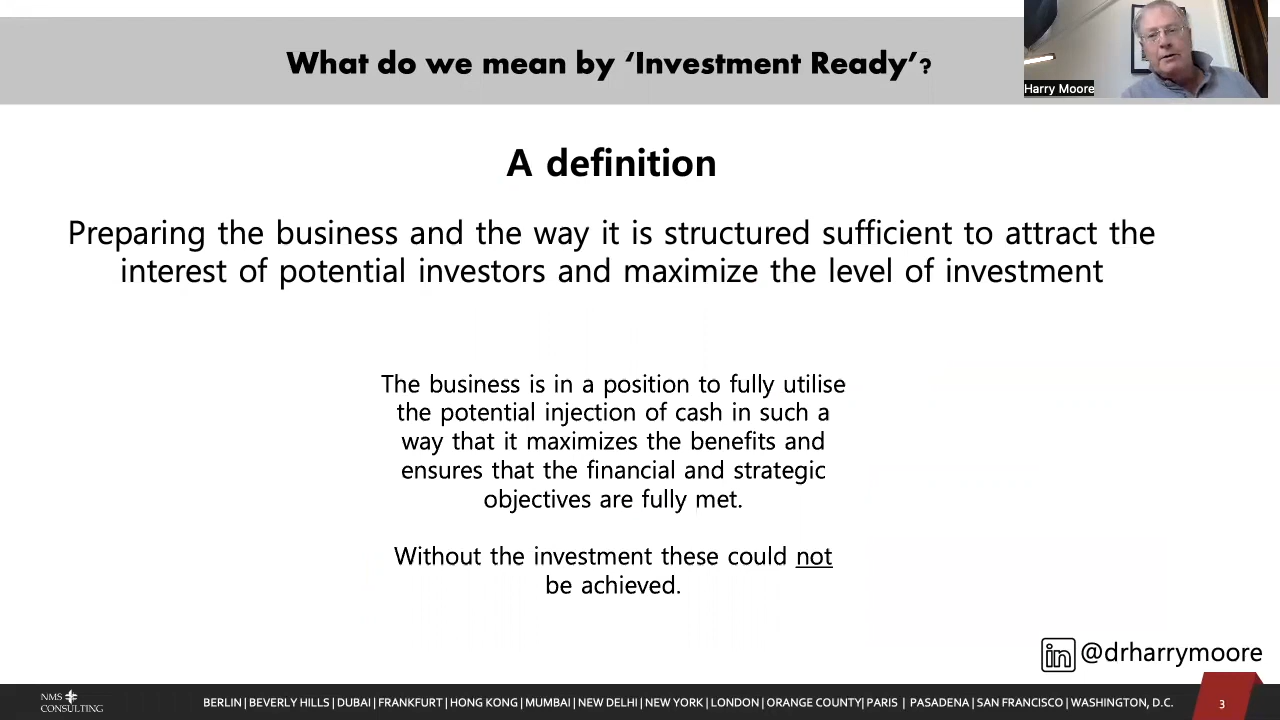 What do we mean by ‘Investment Ready’?
Harry Moore
A definition
Preparing the business and the way it is structured sufficient to attract the
interest of potential investors and maximize the level of investment
The business is in a position to fully utilise
the potential injection of cash in such a
way that it maximizes the benefits and
ensures that the financial and strategic
objectives are fully met.
Without the investment these could not
be achieved.
in @drharrymoore
NMS
CONSULTING
BERLIN | BEVERLY HILLS | DUBAI | FRANKFURT | HONG KONG | MUMBAI | NEW DELHI | NEW YORK | LONDON | ORANGE COUNTY| PARIS | PASADENA | SAN FRANCISCO | WASHINGTON, D.C.
3